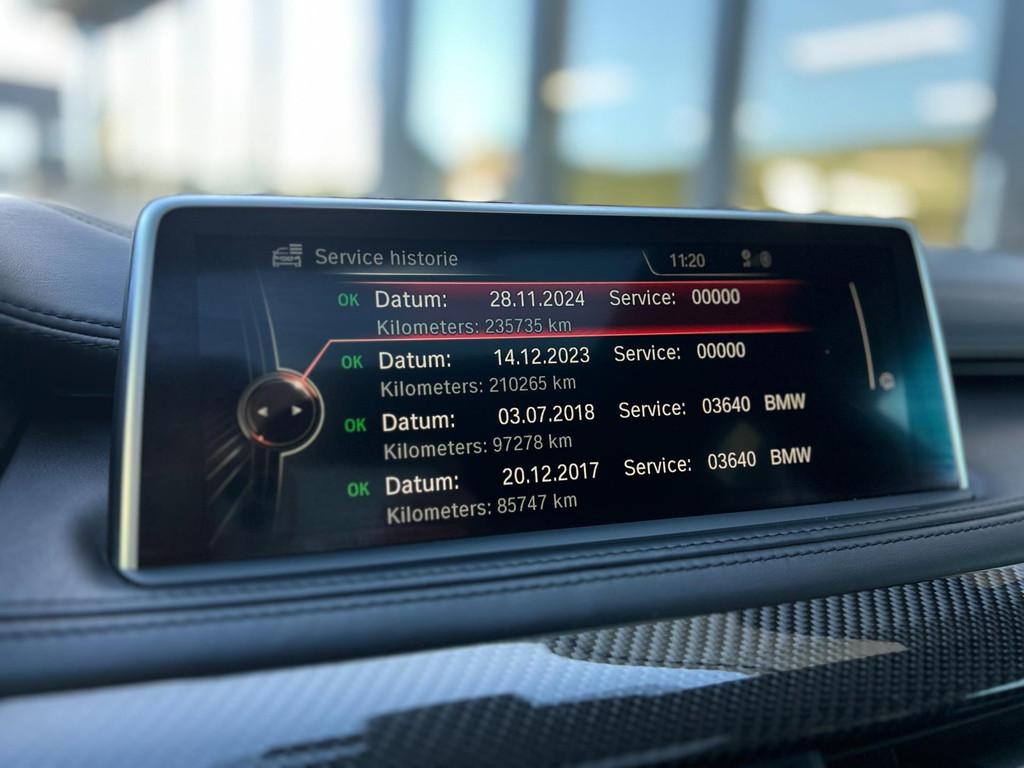 Service historie 11:20
OK Datum: 28.11.2024 Service: 00000
Kilometers: 235735 km
OK Datum: 14.12.2023 Service: 00000
Kilometers: 210265 km
OK Datum: 03.07.2018 Service: 03640 BMW
Kilometers: 97278 km
OK Datum: 20.12.2017 Service: 03640 BMW
Kilometers: 85747 km